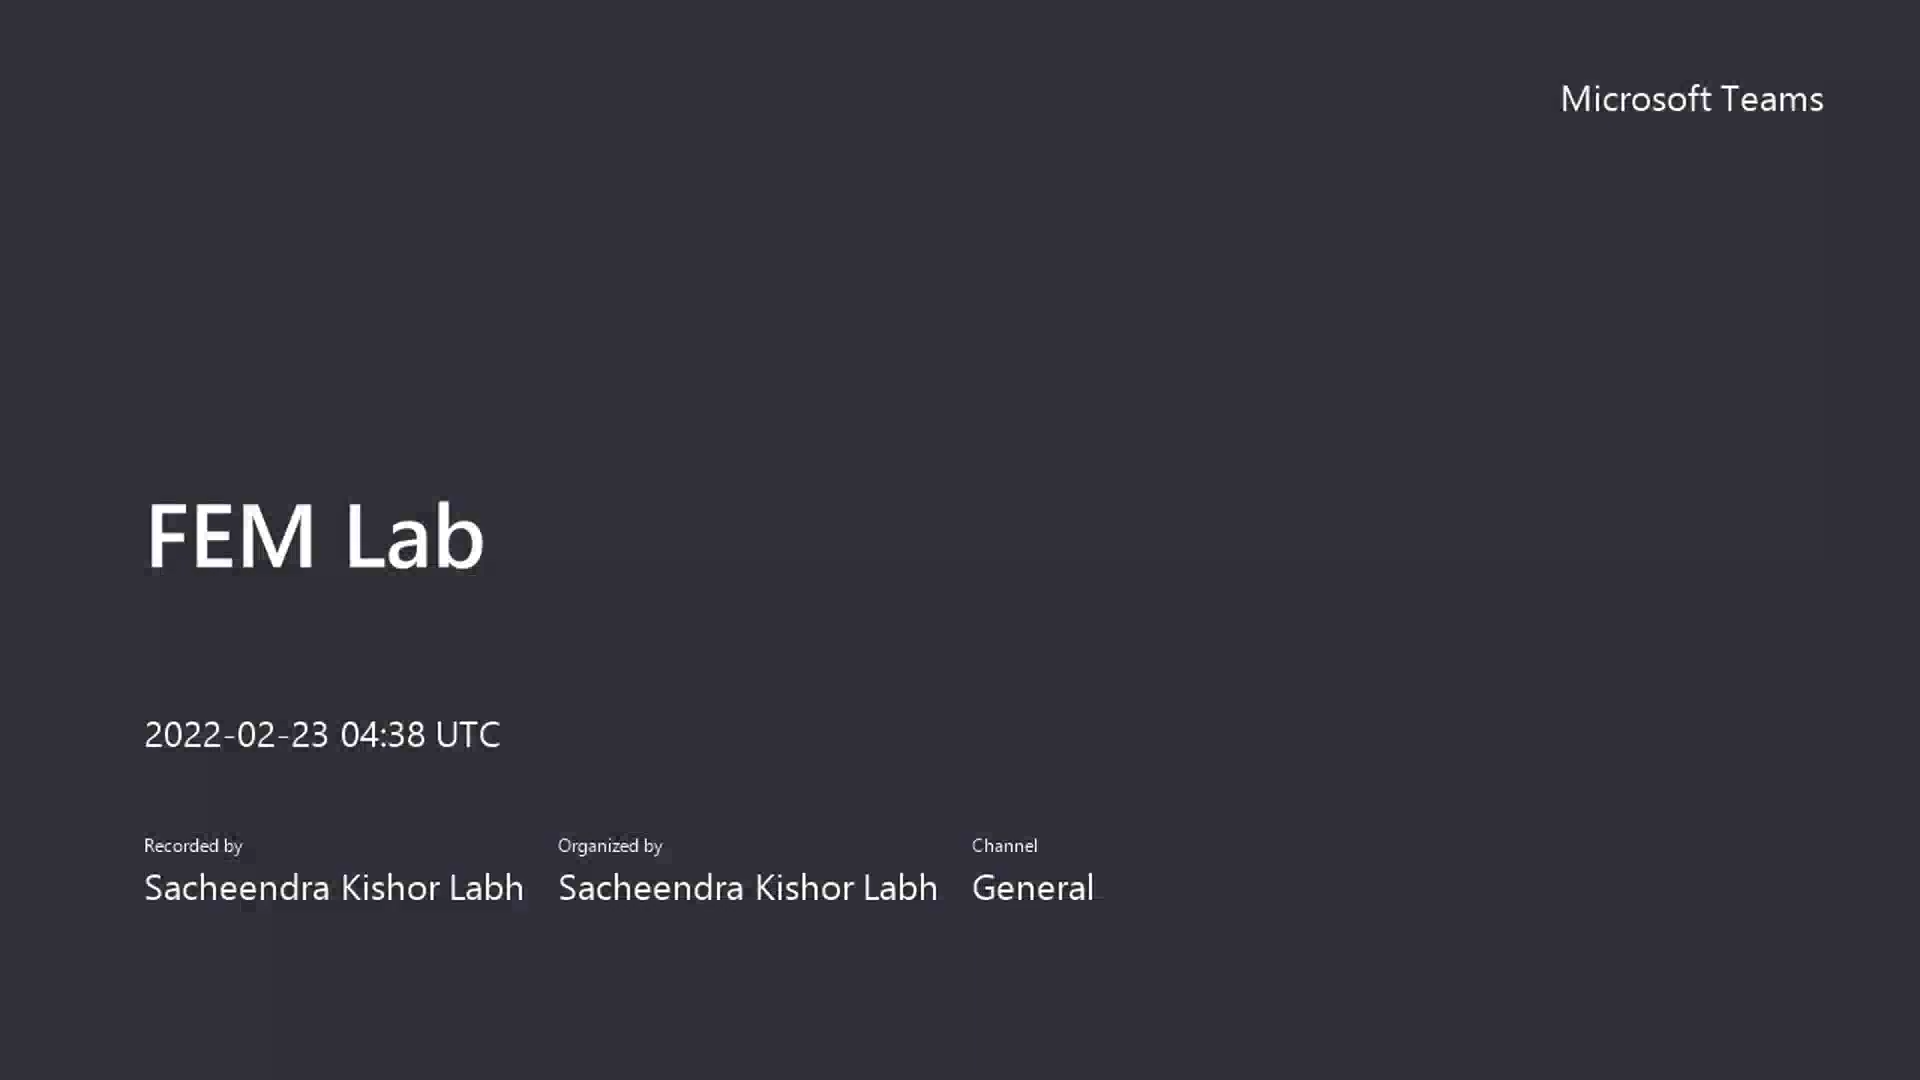 Microsoft Teams
FEM Lab
2022-02-23 04:38 UTC
Recorded by
Sacheendra Kishor Labh
Organized by
Sacheendra Kishor Labh
Channel
General